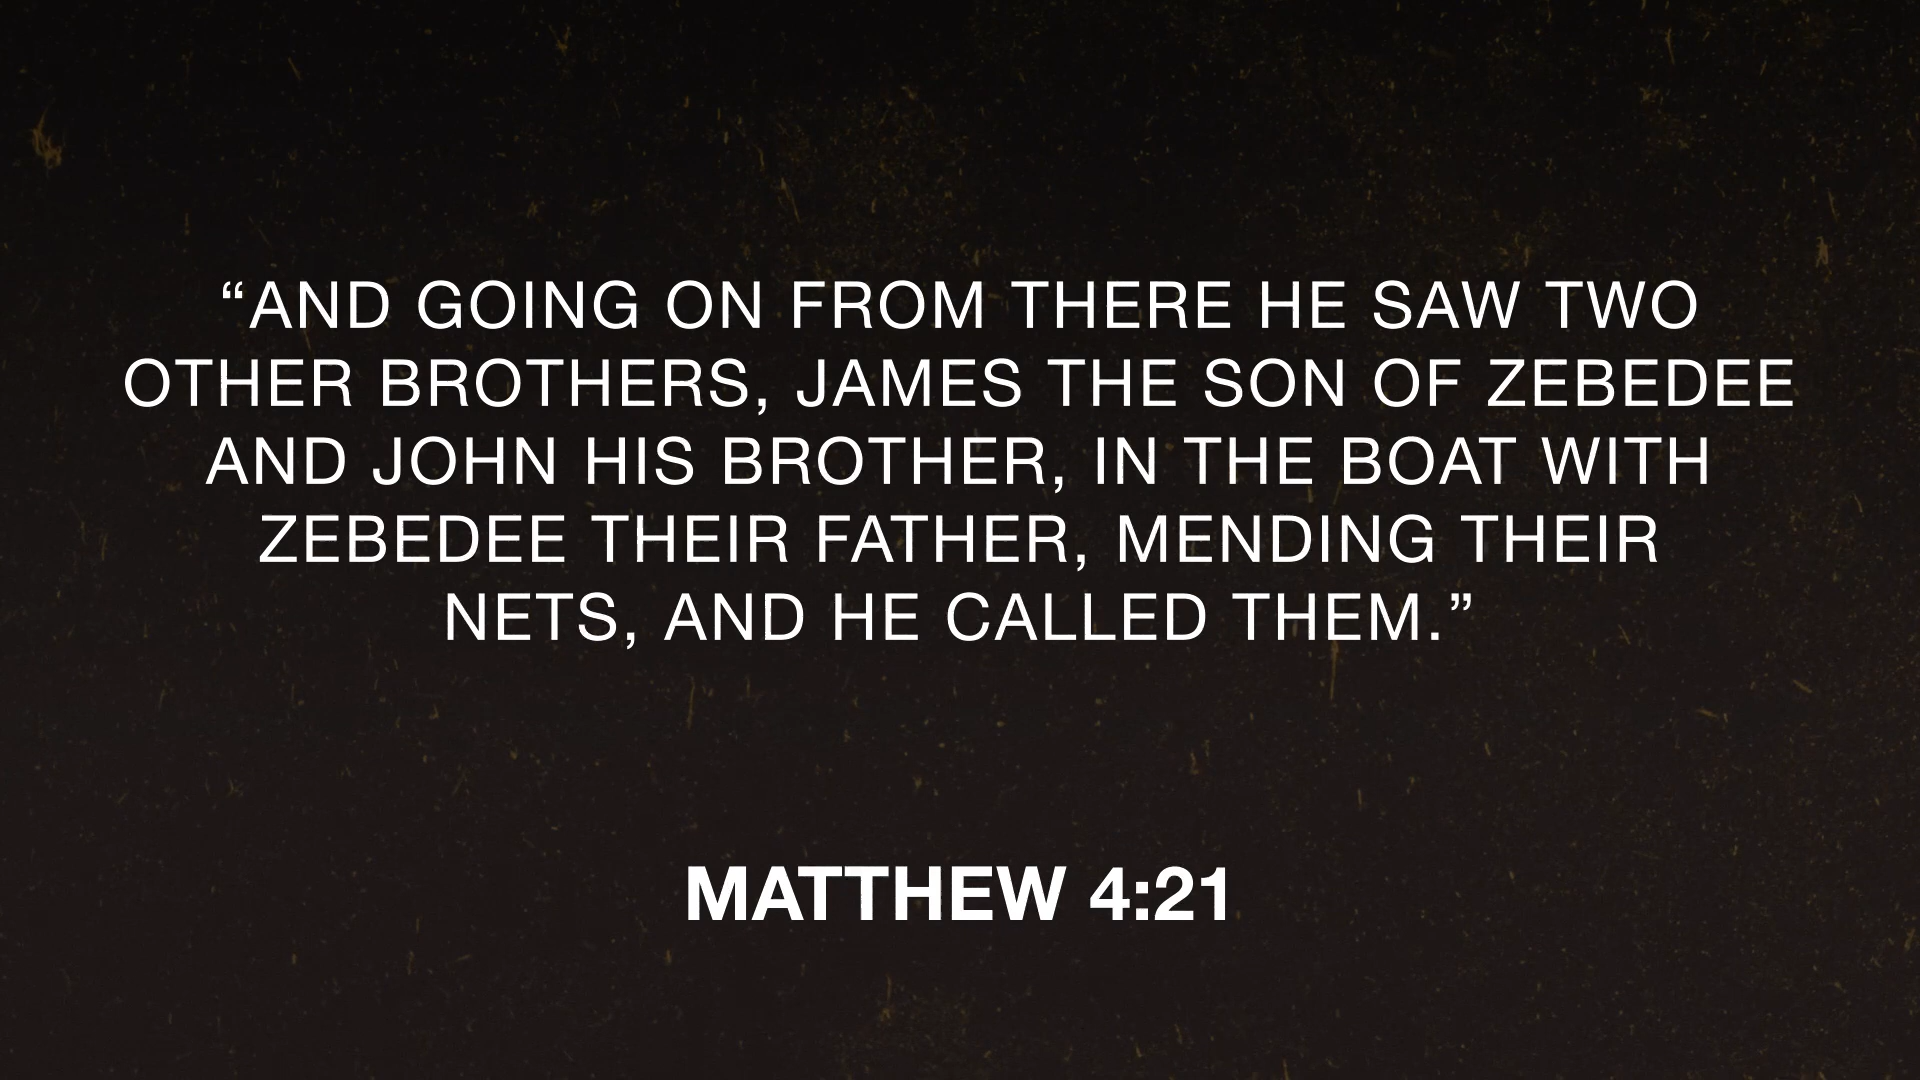 “AND GOING ON FROM THERE HE SAW TWO
OTHER BROTHERS, JAMES THE SON OF ZEBEDEE
AND JOHN HIS BROTHER, IN THE BOAT WITH
ZEBEDEE THEIR FATHER, MENDING THEIR
NETS, AND HE CALLED THEM.”
MATTHEW 4:21